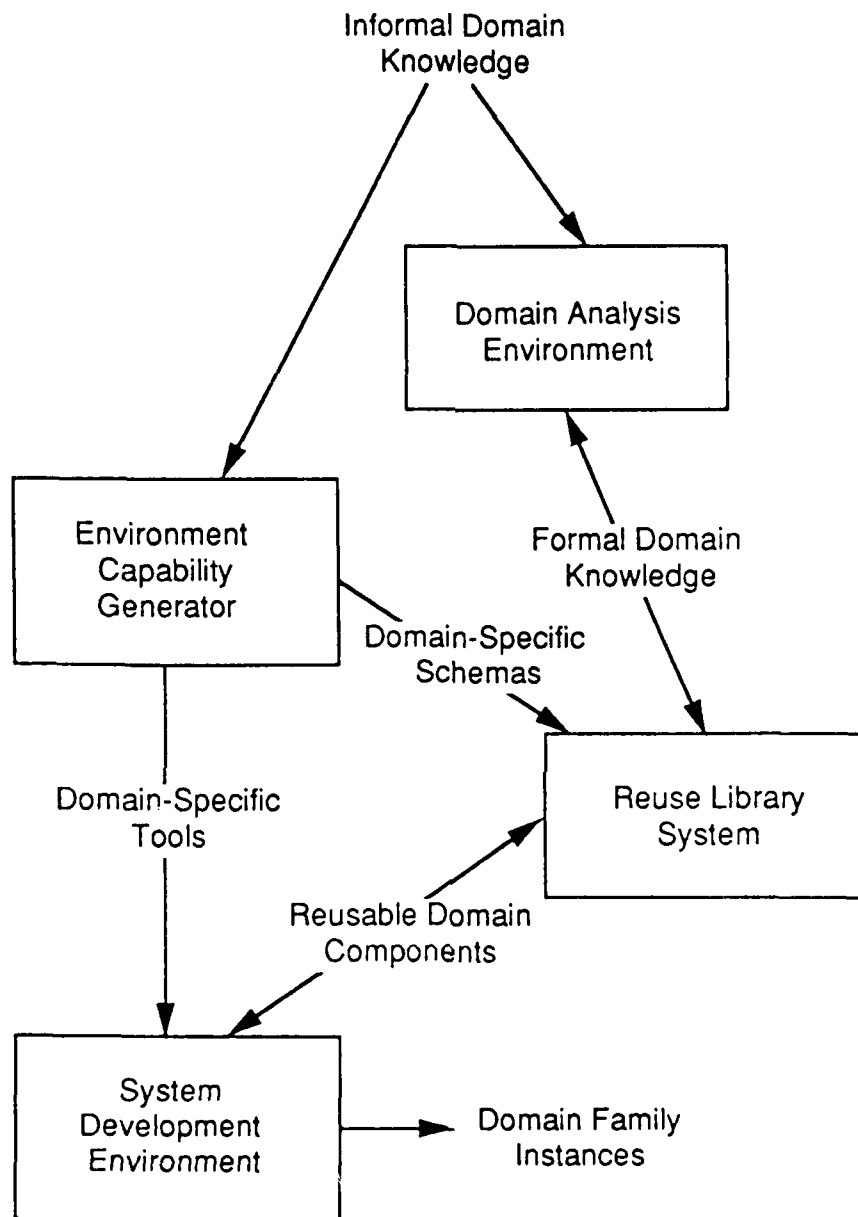 Informal Domain
Knowledge
Domain Analysis
Environment
Environment
Capability
Generator
Formal Domain
Knowledge
Domain-Specific
Schemas
Domain-Specific
Tools
Reuse Library
System
Reusable Domain
Components
System
Development
Environment
Domain Family
Instances